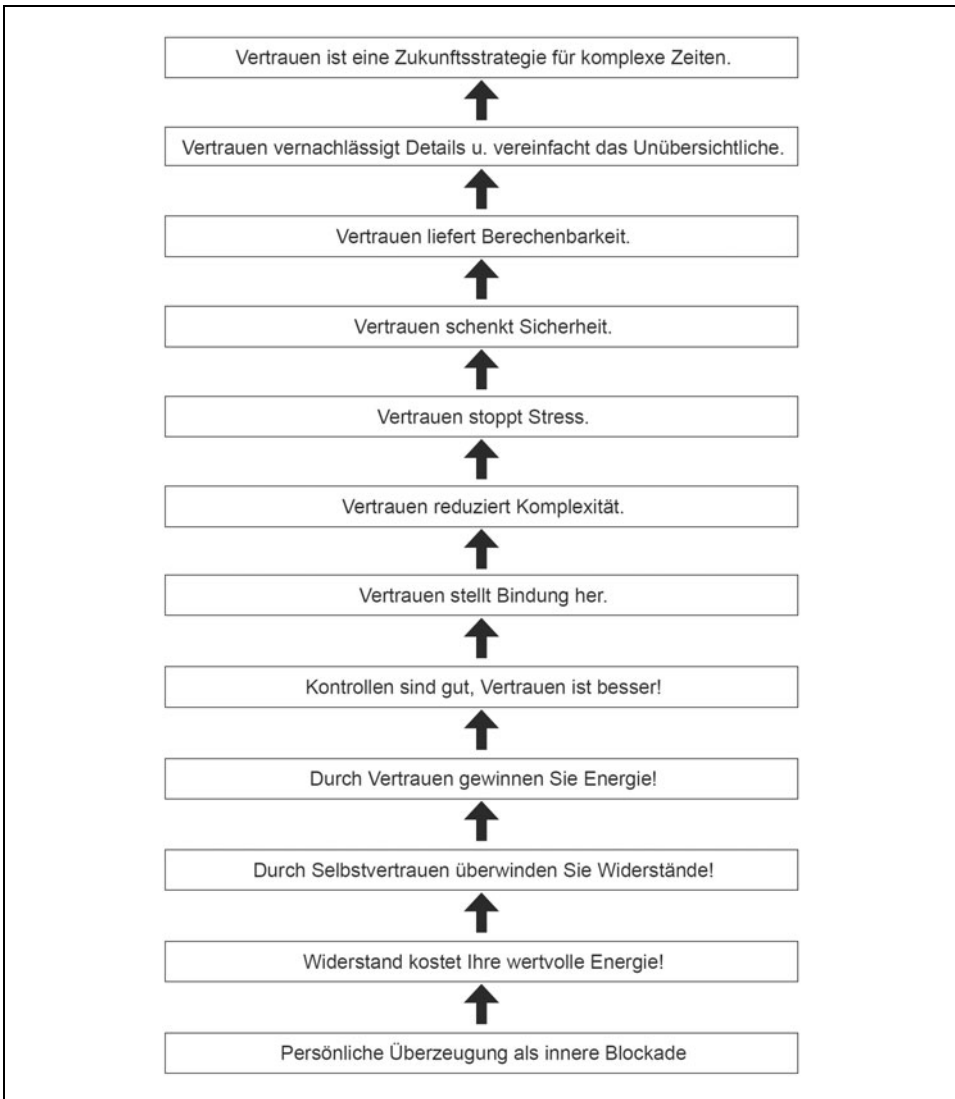 Vertrauen ist eine Zukunftsstrategie für komplexe Zeiten.
Vertrauen vernachlässigt Details u. vereinfacht das Unübersichtliche.
Vertrauen liefert Berechenbarkeit.
Vertrauen schenkt Sicherheit.
Vertrauen stoppt Stress.
Vertrauen reduziert Komplexität.
Vertrauen stellt Bindung her.
Kontrollen sind gut, Vertrauen ist besser!
Durch Vertrauen gewinnen Sie Energie!
Durch Selbstvertrauen überwinden Sie Widerstände!
Widerstand kostet Ihre wertvolle Energie!
Persönliche Überzeugung als innere Blockade